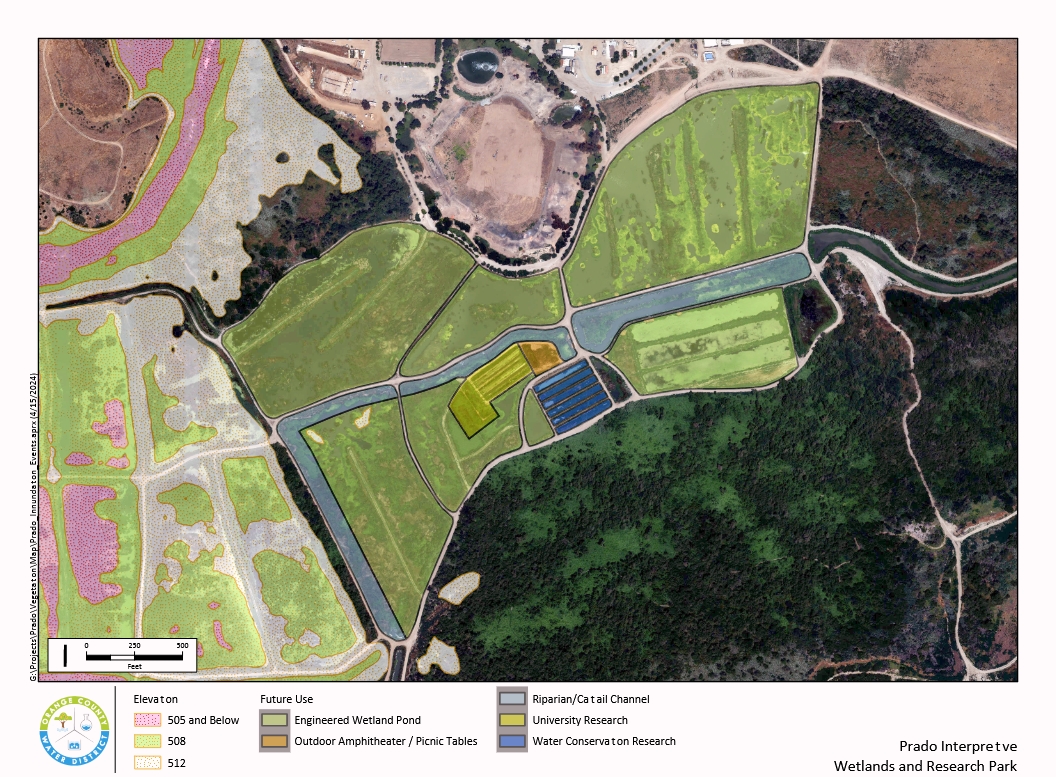 G:\Projects\Prado\Vegetation\Map\Prado_Innundation_Events.aprx (4/15/2024)
0 250 500
Feet
ORANGE COUNTY
WATER DISTRICT
Elevaton
505 and Below
508
512
Future Use
Engineered Wetland Pond
Outdoor Amphitheater / Picnic Tables
Riparian/Catail Channel
University Research
Water Conservaton Research
Prado Interpretve
Wetlands and Research Park